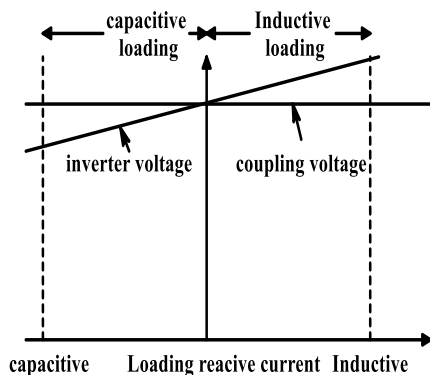 capacitive
loading
Inductive
loading
inverter voltage
coupling voltage
capacitive
Loading reacive current
Inductive